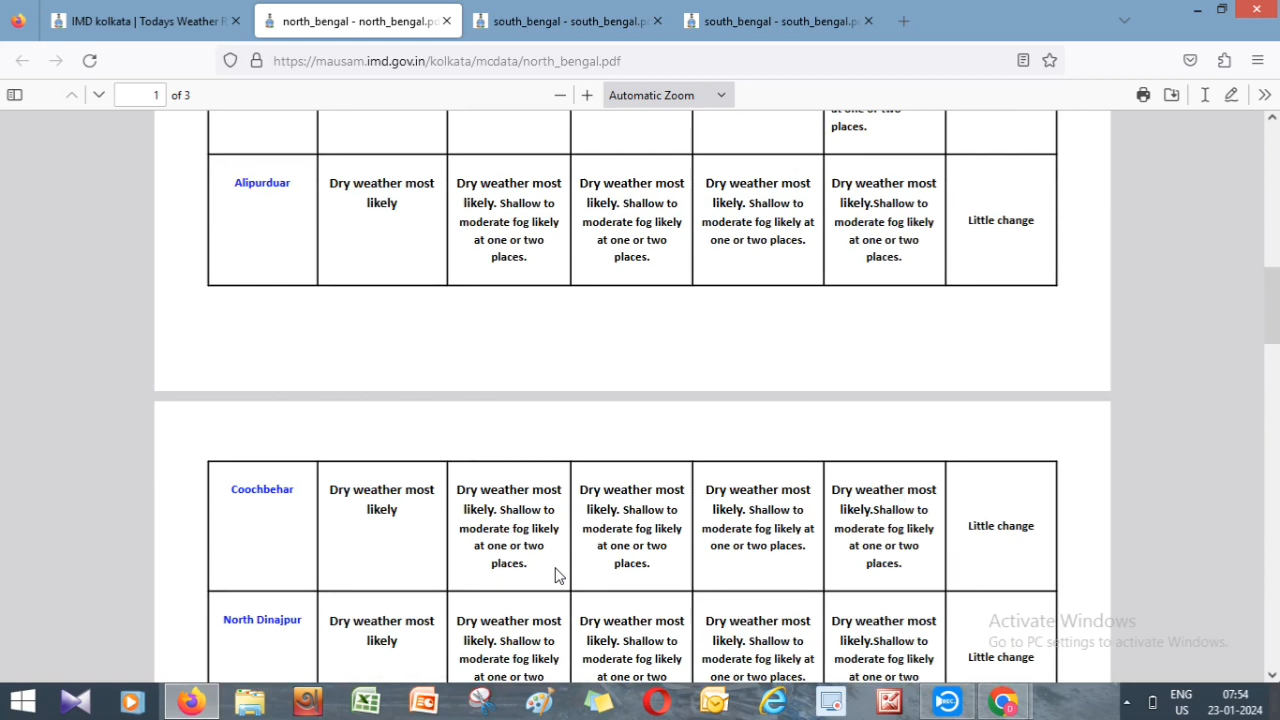 IMD kolkata | Todays Weather R
north_bengal - north_bengal.pd
south_bengal - south_bengal.p
south_bengal - south_bengal.p
https://mausam.imd.gov.in/kolkata/mcdata/north_bengal.pdf
1 of 3
Automatic Zoom
places.
Alipurduar
Dry weather most
likely
Dry weather most
likely. Shallow to
moderate fog likely
at one or two
places.
Dry weather most
likely. Shallow to
moderate fog likely
at one or two
places.
Dry weather most
likely. Shallow to
moderate fog likely at
one or two places.
Dry weather most
likely.Shallow to
moderate fog likely
at one or two
places.
Little change
Coochbehar
Dry weather most
likely
Dry weather most
likely. Shallow to
moderate fog likely
at one or two
places.
Dry weather most
likely. Shallow to
moderate fog likely
at one or two
places.
Dry weather most
likely. Shallow to
moderate fog likely at
one or two places.
Dry weather most
likely.Shallow to
moderate fog likely
at one or two
places.
Little change
North Dinajpur
Dry weather most
likely
Dry weather most
likely. Shallow to
moderate fog likely
at one or two
Dry weather most
likely. Shallow to
moderate fog likely
at one or two
Dry weather most
likely. Shallow to
moderate fog likely at
one or two places.
Dry weather most
likely.Shallow to
moderate fog likely
at one or two
Little change
Activate Windows
Go to PC settings to activate Windows.
REC
ENG
US
07:54
23-01-2024